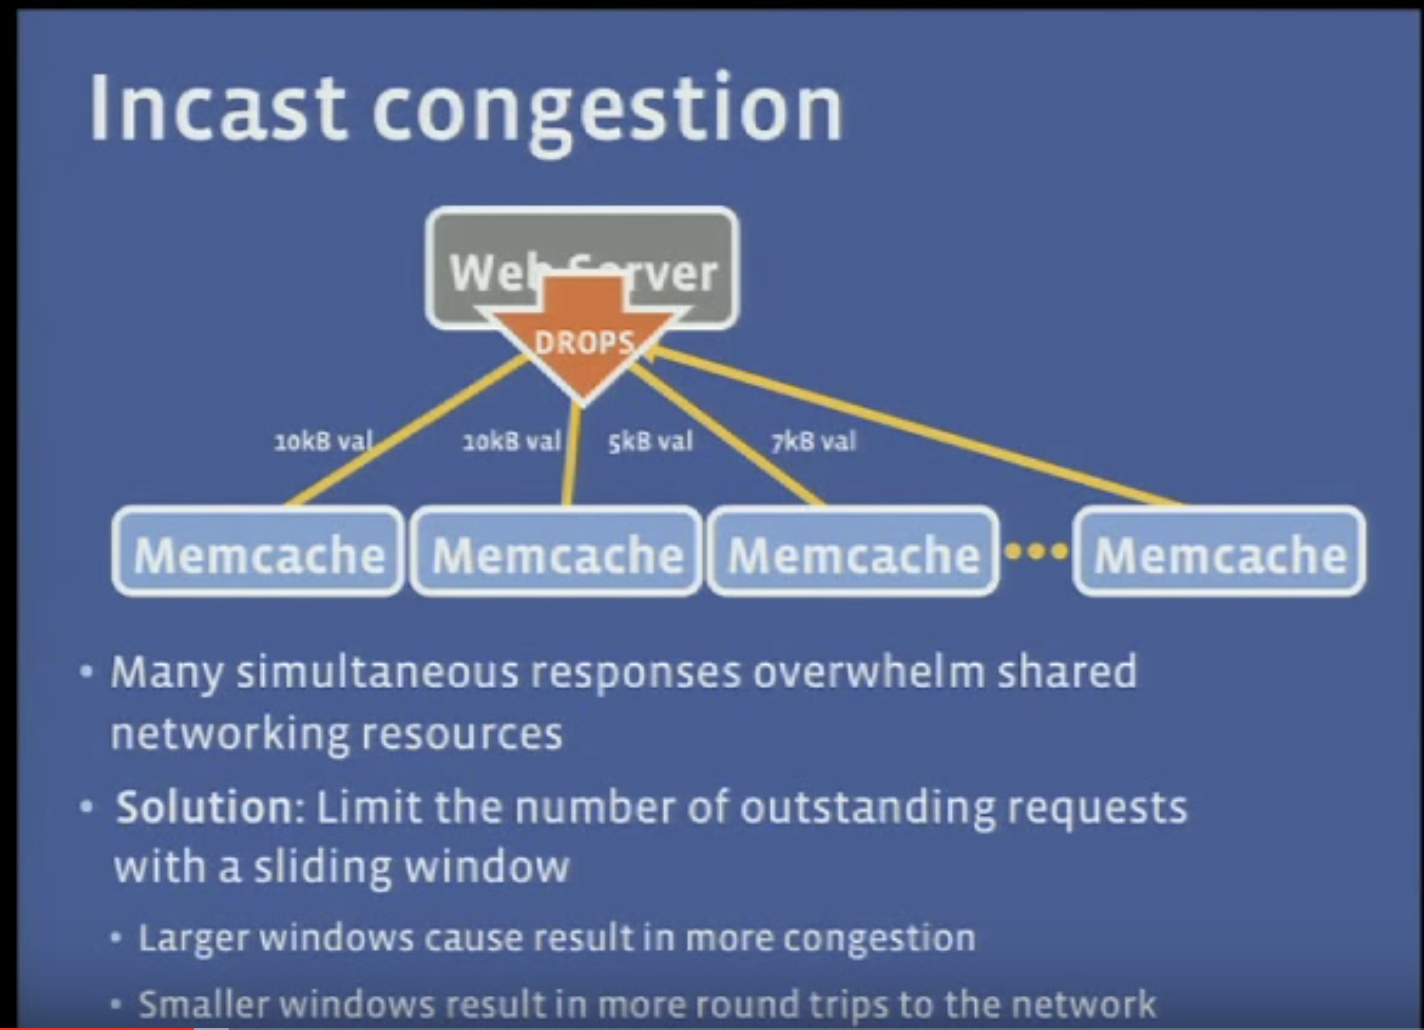 Incast congestion
Web Server
DROPS
10kB val 10kB val 5kB val 7kB val
Memcache Memcache Memcache Memcache
• Many simultaneous responses overwhelm shared
networking resources
• Solution: Limit the number of outstanding requests
with a sliding window
• Larger windows cause result in more congestion
• Smaller windows result in more round trips to the network